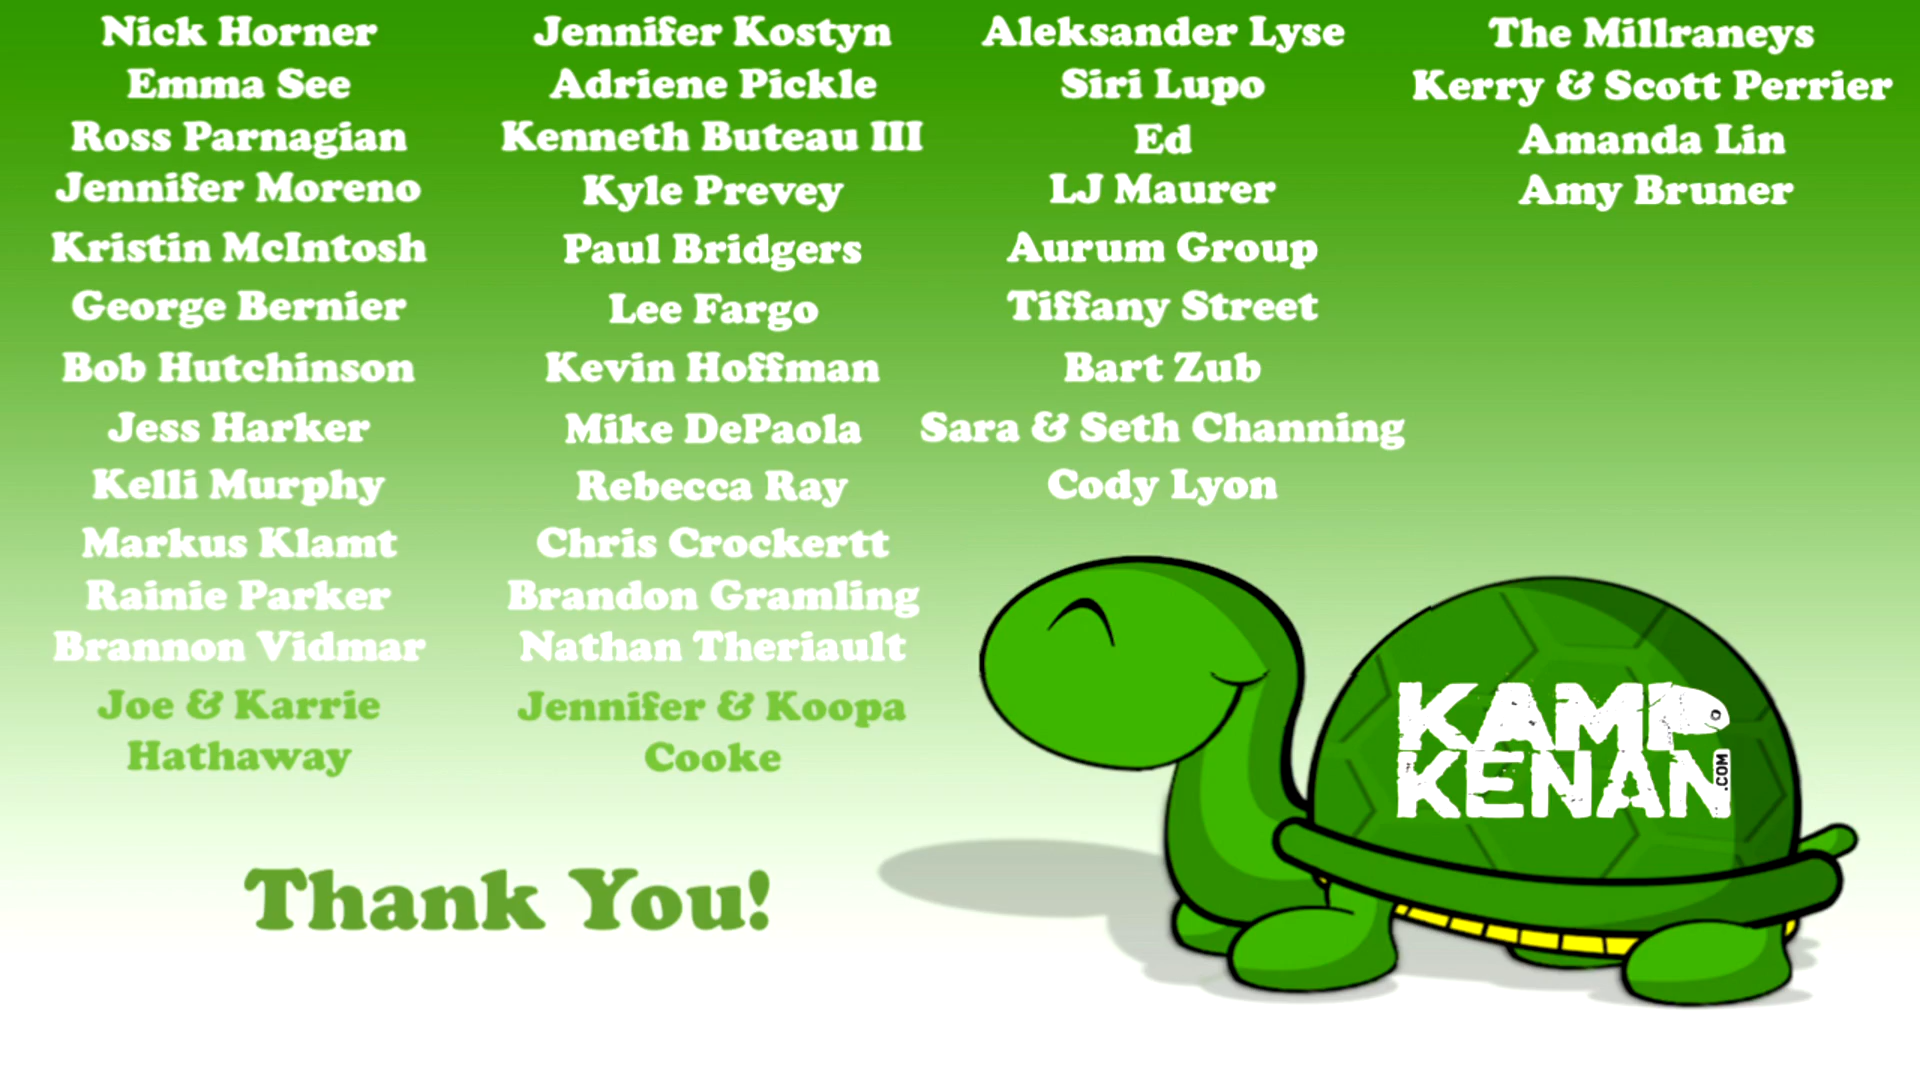 Nick Horner
Emma See
Ross Parnagian
Jennifer Moreno
Kristin McIntosh
George Bernier
Bob Hutchinson
Jess Harker
Kelli Murphy
Markus Klamt
Rainie Parker
Brannon Vidmar
Joe & Karrie
Hathaway
Jennifer Kostyn
Adriene Pickle
Kenneth Buteau III
Kyle Prevey
Paul Bridgers
Lee Fargo
Kevin Hoffman
Mike DePaola
Rebecca Ray
Chris Crockertt
Brandon Gramling
Nathan Theriault
Jennifer & Koopa
Cooke
Aleksander Lyse
Siri Lupo
Ed
LJ Maurer
Aurum Group
Tiffany Street
Bart Zub
Sara & Seth Channing
Cody Lyon
The Millraneys
Kerry & Scott Perrier
Amanda Lin
Amy Bruner
Thank You!
KAMP
KENAN.COM